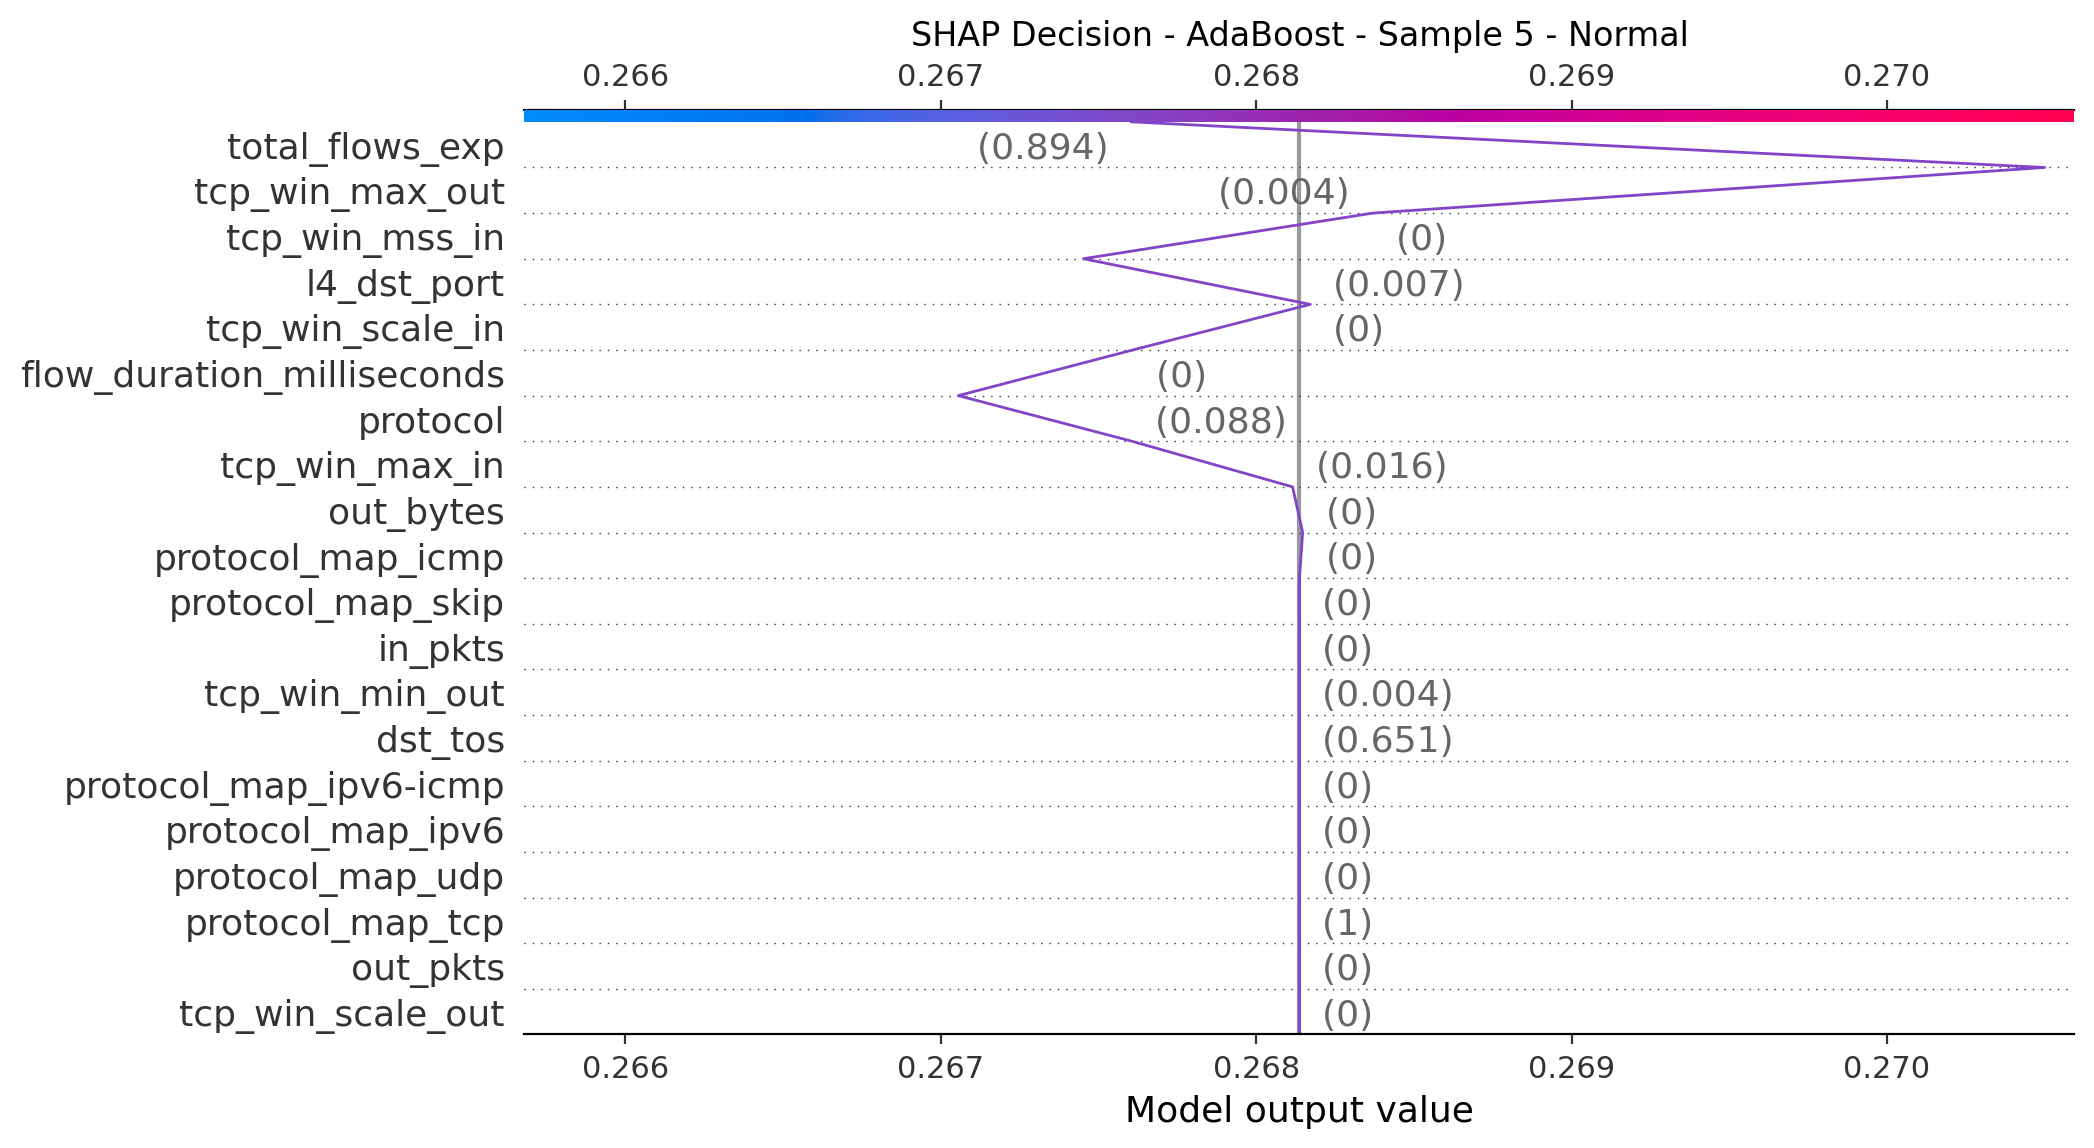 SHAP Decision - AdaBoost - Sample 5 - Normal
0.266 0.267 0.268 0.269 0.270
total_flows_exp (0.894)
tcp_win_max_out (0.004)
tcp_win_mss_in (0)
l4_dst_port (0.007)
tcp_win_scale_in (0)
flow_duration_milliseconds (0)
protocol (0.088)
tcp_win_max_in (0.016)
out_bytes (0)
protocol_map_icmp (0)
protocol_map_skip (0)
in_pkts (0)
tcp_win_min_out (0.004)
dst_tos (0.651)
protocol_map_ipv6-icmp (0)
protocol_map_ipv6 (0)
protocol_map_udp (0)
protocol_map_tcp (1)
out_pkts (0)
tcp_win_scale_out (0)
0.266 0.267 0.268 0.269 0.270
Model output value